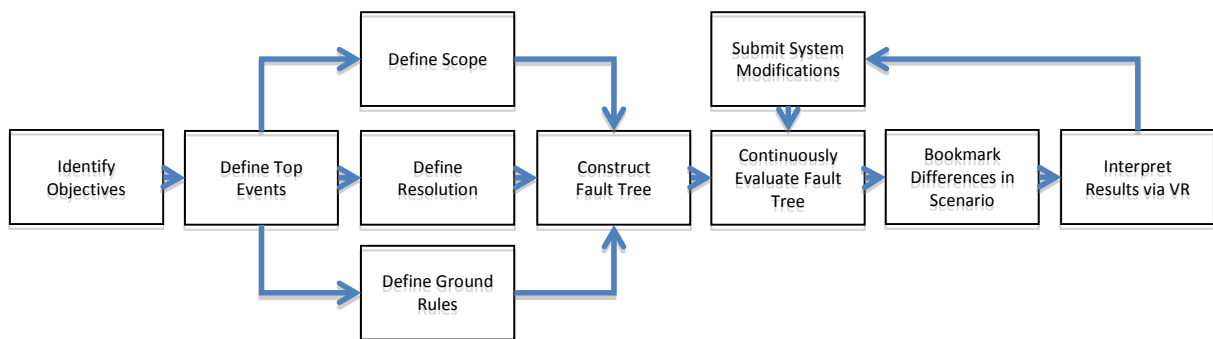 Define Scope
Submit System
Modifications
Identify
Objectives
Define Top
Events
Define
Resolution
Construct
Fault Tree
Continuously
Evaluate Fault
Tree
Bookmark
Differences in
Scenario
Interpret
Results via VR
Define Ground
Rules